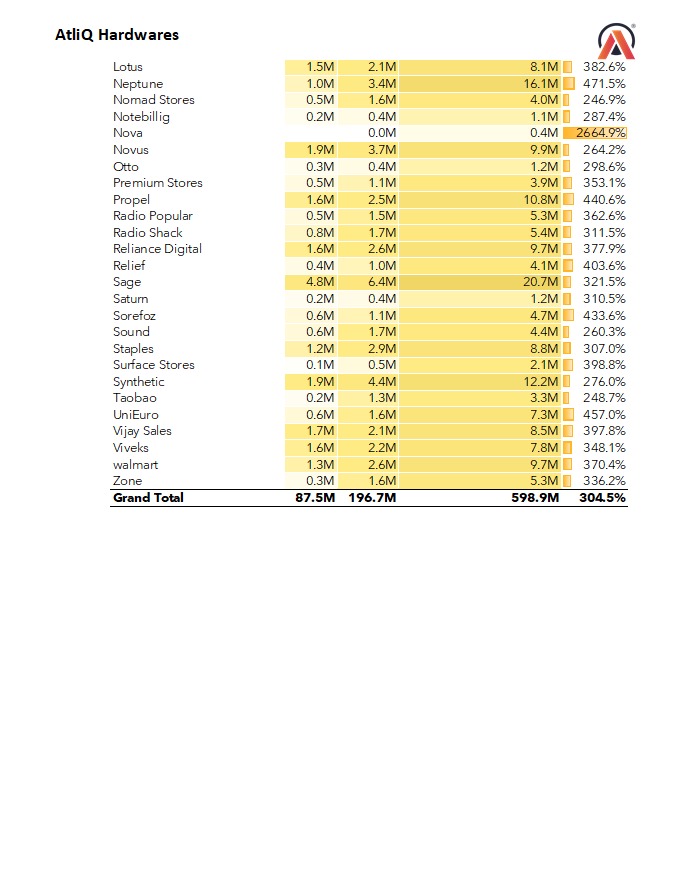 AtliQ Hardwares
®
Lotus 1.5M 2.1M 8.1M 382.6%
Neptune 1.0M 3.4M 16.1M 471.5%
Nomad Stores 0.5M 1.6M 4.0M 246.9%
Notebillig 0.2M 0.4M 1.1M 287.4%
Nova 0.0M 0.4M 2664.9%
Novus 1.9M 3.7M 9.9M 264.2%
Otto 0.3M 0.4M 1.2M 298.6%
Premium Stores 0.5M 1.1M 3.9M 353.1%
Propel 1.6M 2.5M 10.8M 440.6%
Radio Popular 0.5M 1.5M 5.3M 362.6%
Radio Shack 0.8M 1.7M 5.4M 311.5%
Reliance Digital 1.6M 2.6M 9.7M 377.9%
Relief 0.4M 1.0M 4.1M 403.6%
Sage 4.8M 6.4M 20.7M 321.5%
Saturn 0.2M 0.4M 1.2M 310.5%
Sorefoz 0.6M 1.1M 4.7M 433.6%
Sound 0.6M 1.7M 4.4M 260.3%
Staples 1.2M 2.9M 8.8M 307.0%
Surface Stores 0.1M 0.5M 2.1M 398.8%
Synthetic 1.9M 4.4M 12.2M 276.0%
Taobao 0.2M 1.3M 3.3M 248.7%
UniEuro 0.6M 1.6M 7.3M 457.0%
Vijay Sales 1.7M 2.1M 8.5M 397.8%
Viveks 1.6M 2.2M 7.8M 348.1%
walmart 1.3M 2.6M 9.7M 370.4%
Zone 0.3M 1.6M 5.3M 336.2%
Grand Total 87.5M 196.7M 598.9M 304.5%